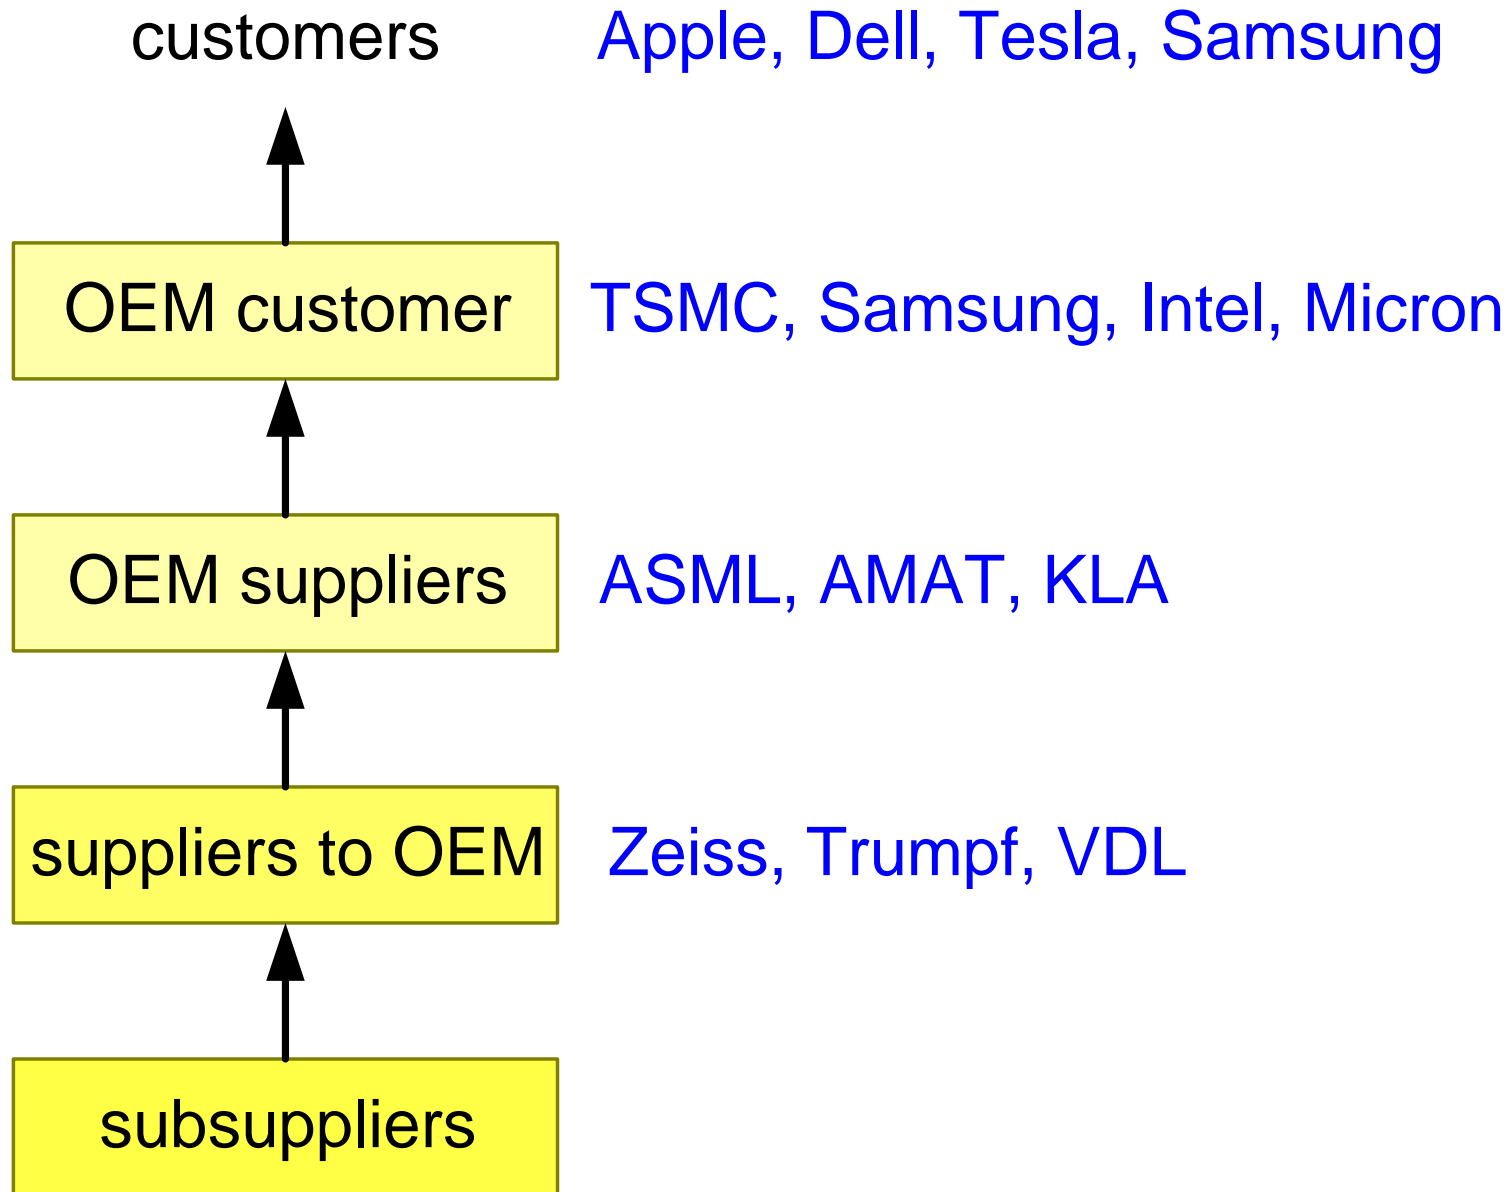 customers Apple, Dell, Tesla, Samsung
OEM customer TSMC, Samsung, Intel, Micron
OEM suppliers ASML, AMAT, KLA
suppliers to OEM Zeiss, Trumpf, VDL
subsuppliers